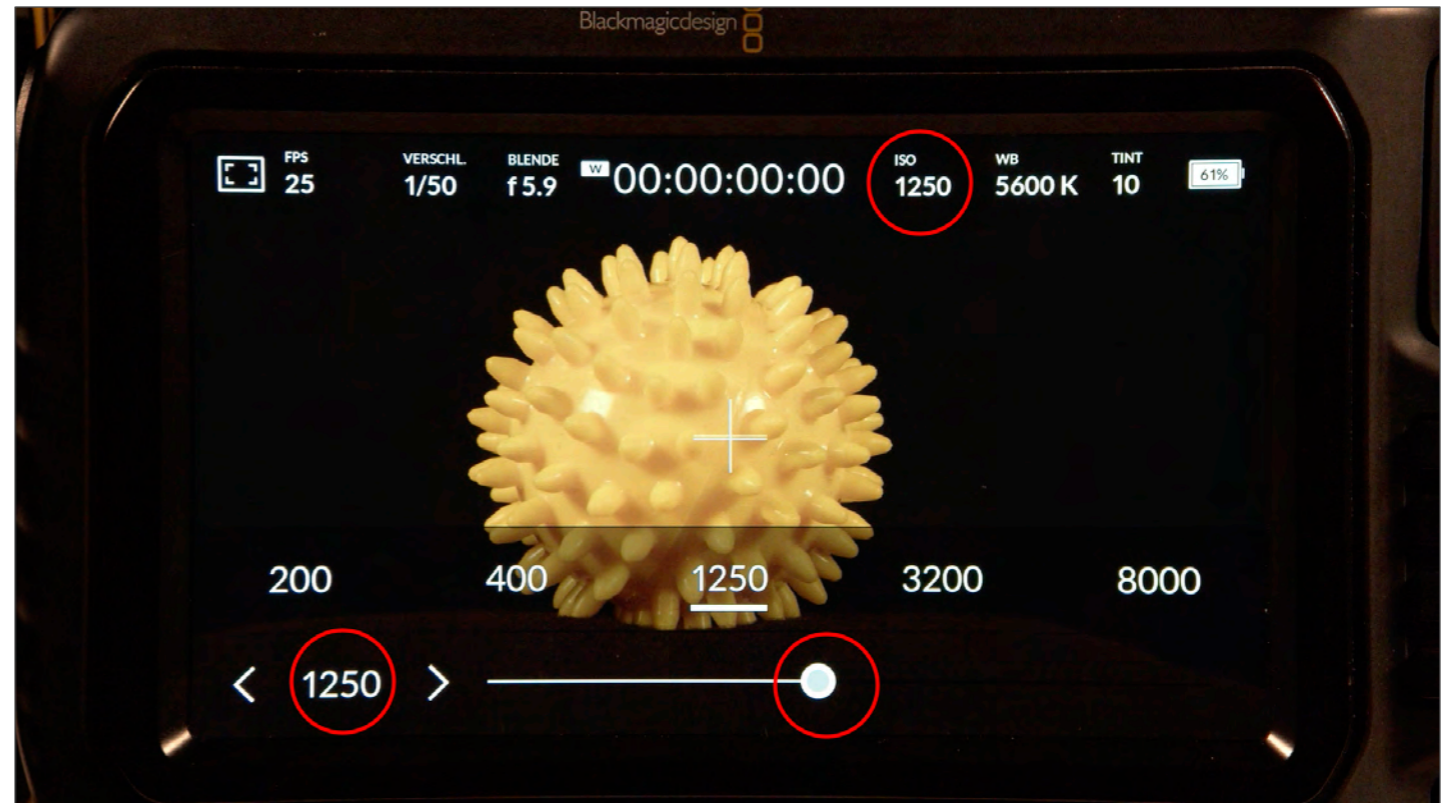 Blackmagicdesign
FPS VERSCHL. BLENDE ISO WB TINT
25 1/50 f 5.9 W 00:00:00:00 1250 5600 K 10 61%
200 400 1250 3200 8000
1250